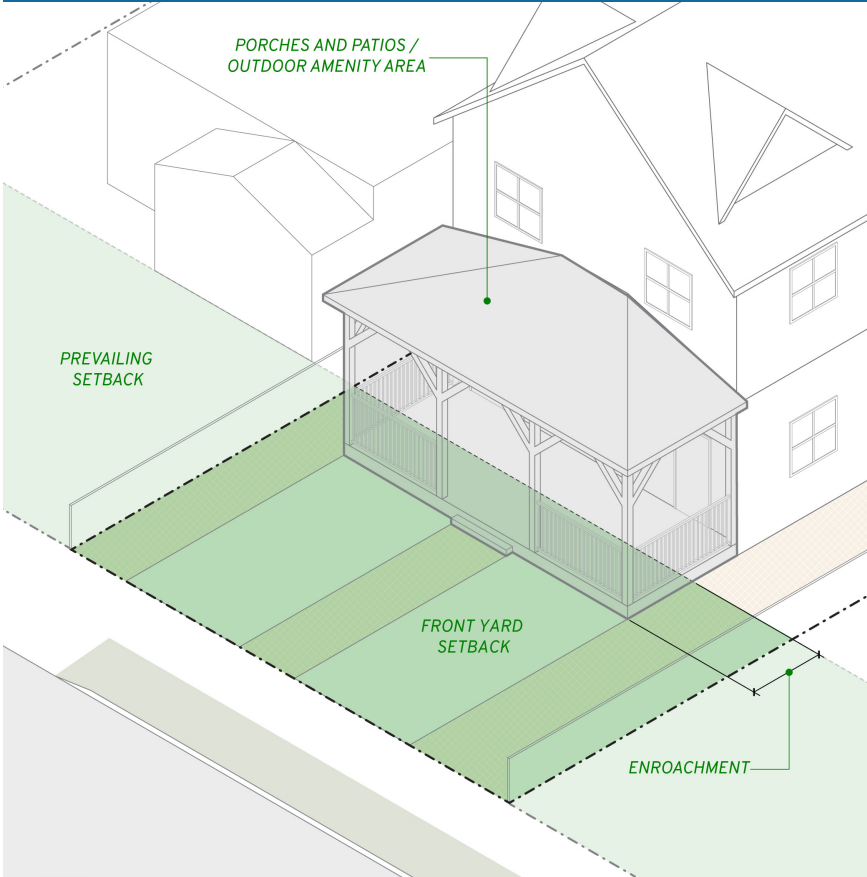 PORCHES AND PATIOS /
OUTDOOR AMENITY AREA
PREVAILING
SETBACK
FRONT YARD
SETBACK
ENROACHMENT